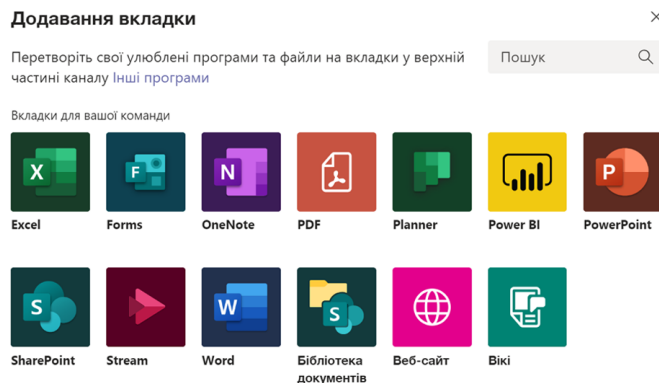 Додавання вкладки
Перетворіть свої улюблені програми та файли на вкладки у верхній
частині каналу Інші програми
Пошук
Вкладки для вашої команди
Excel
Forms
OneNote
PDF
Planner
Power BI
PowerPoint
SharePoint
Stream
Word
Бібліотека
документів
Веб-сайт
Вікі